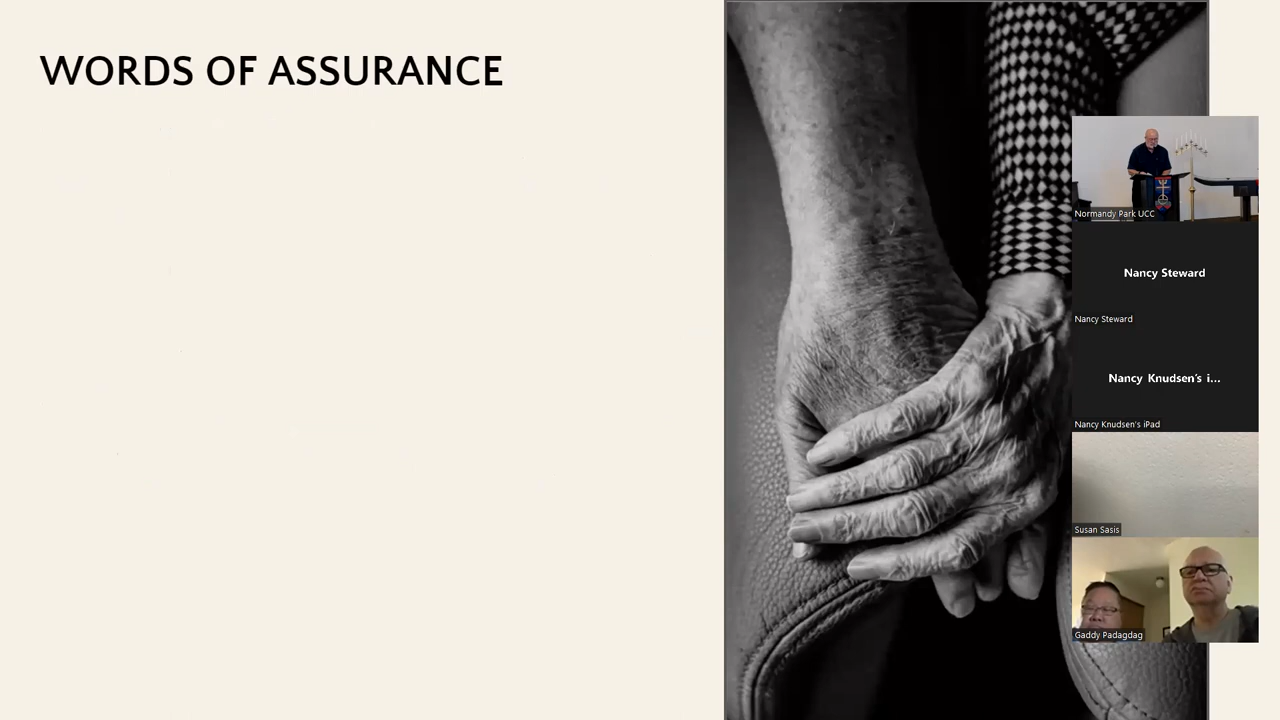 WORDS OF ASSURANCE
Normandy Park UCC
Nancy Steward
Nancy Steward
Nancy Knudsen's i...
Nancy Knudsen's iPad
Susan Sasis
Gaddy Padagdag